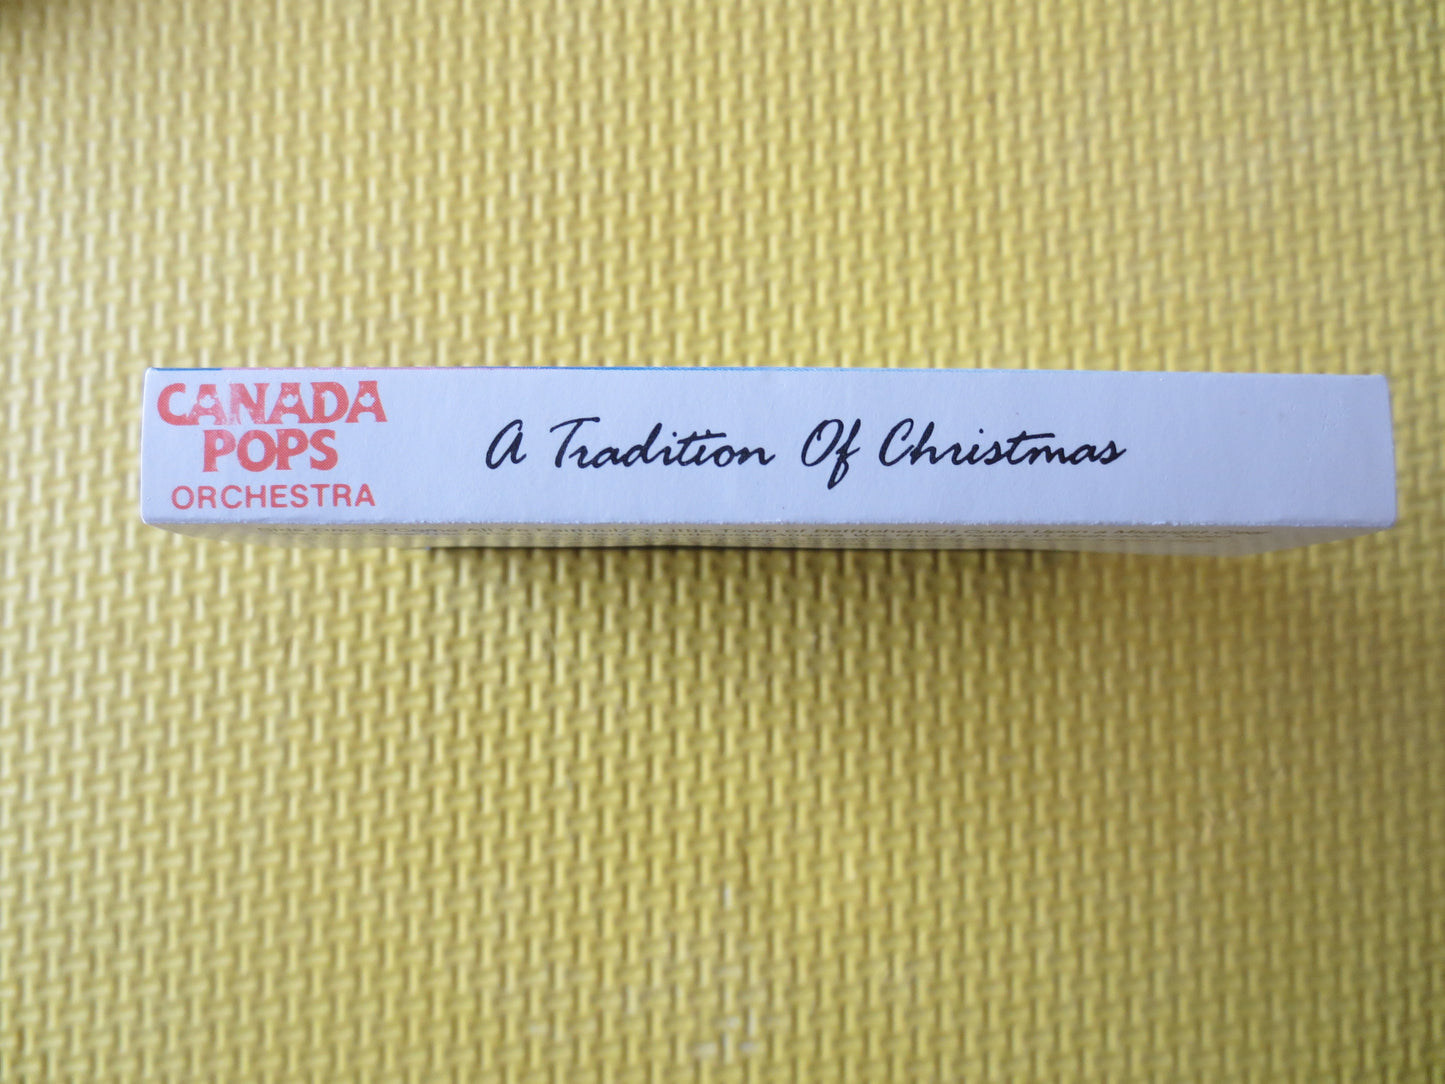 CANADA
POPS
ORCHESTRA
A Tradition Of Christmas